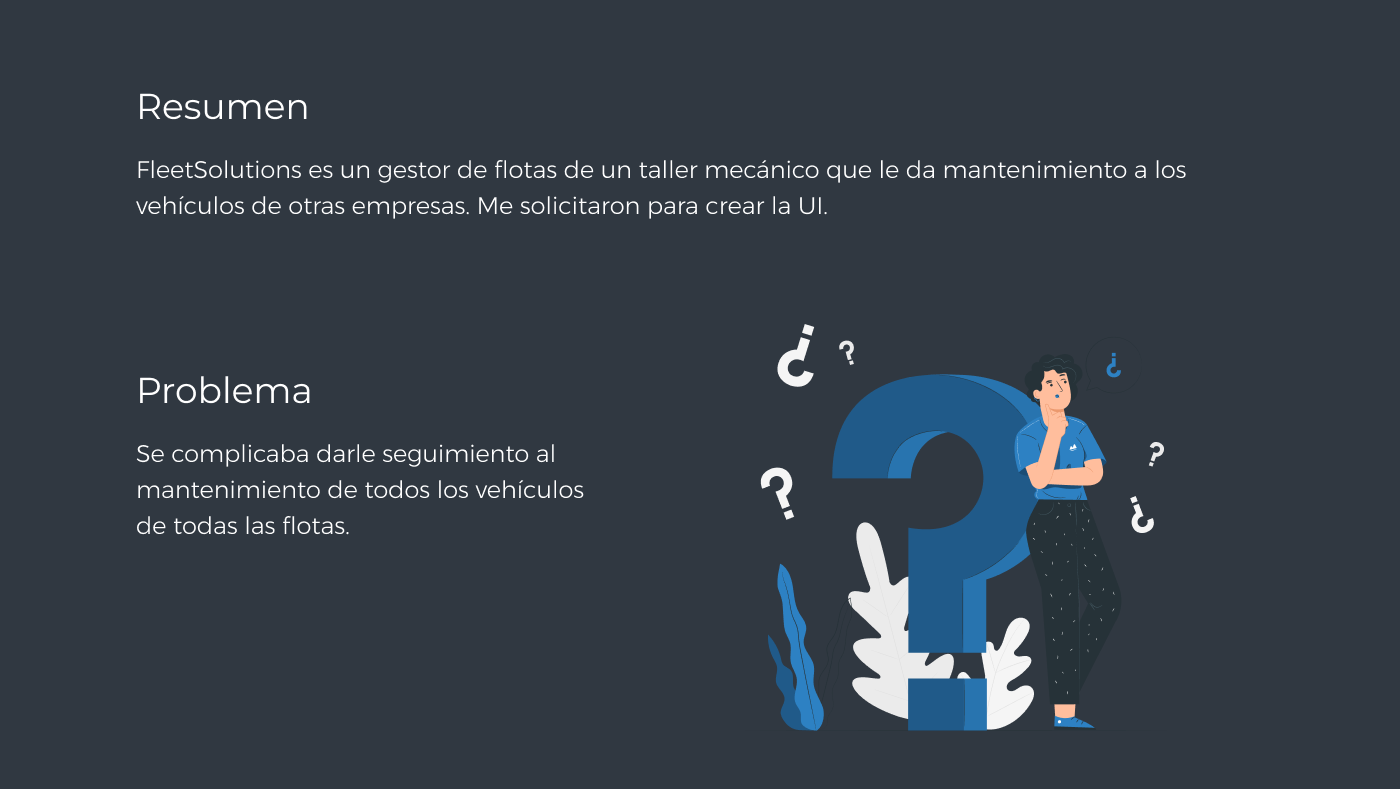 Resumen
FleetSolutions es un gestor de flotas de un taller mecánico que le da mantenimiento a los
vehículos de otras empresas. Me solicitaron para crear la UI.
¿
?
¿
Problema
Se complicaba darle seguimiento al
mantenimiento de todos los vehículos
de todas las flotas.
?
?
?
¿